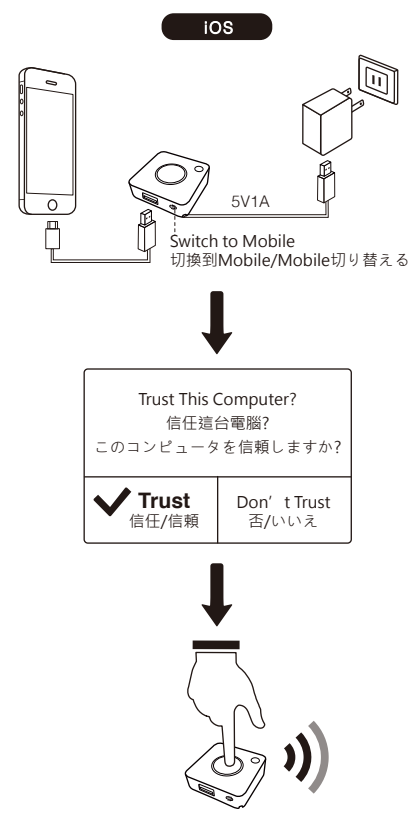 iOS
5V1A
Switch to Mobile
切換到Mobile/Mobile切り替える
Trust This Computer?
信任這台電腦?
このコンピュータを信頼しますか?
Trust
信任/信頼
Don't Trust
否/いいえ